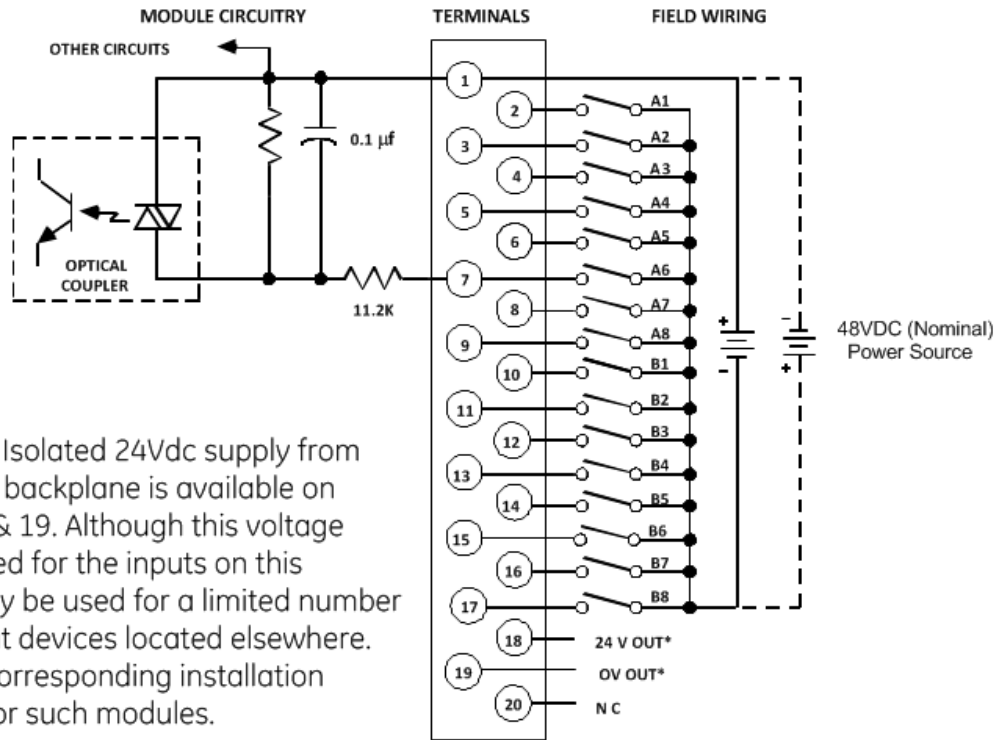 MODULE CIRCUITRY
TERMINALS
FIELD WIRING
OTHER CIRCUITS
0.1 µf
OPTICAL
COUPLER
11.2K
1
2
3
4
5
6
7
8
9
10
11
12
13
14
15
16
17
18
19
20
A1
A2
A3
A4
A5
A6
A7
A8
B1
B2
B3
B4
B5
B6
B7
B8
24 V OUT*
OV OUT*
N C
+
-
-
+
48VDC (Nominal)
Power Source
Isolated 24Vdc supply from
backplane is available on
& 19. Although this voltage
ed for the inputs on this
y be used for a limited number
t devices located elsewhere.
orresponding installation
or such modules.